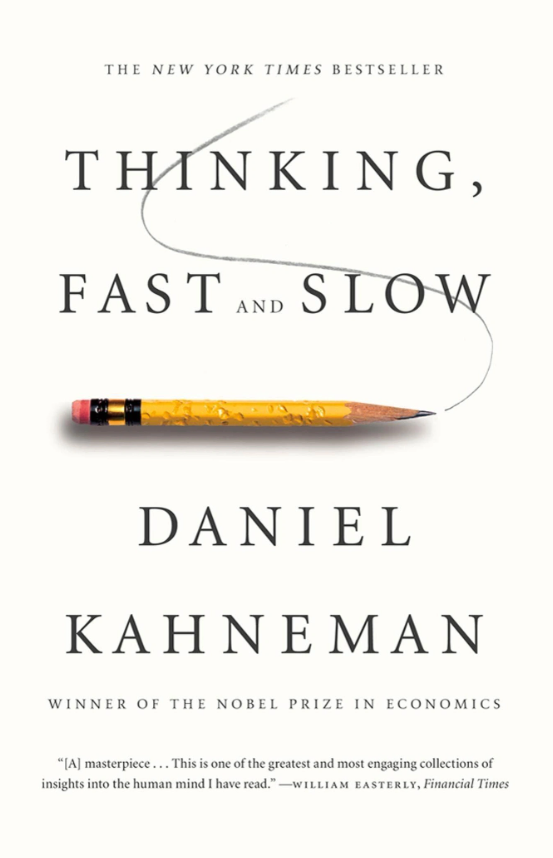 THE NEW YORK TIMES BESTSELLER
THINKING,
FAST AND SLOW
DANIEL
KAHNEMAN
WINNER OF THE NOBEL PRIZE IN ECONOMICS
“[A] masterpiece . . . This is one of the greatest and most engaging collections of
insights into the human mind I have read.” —WILLIAM EASTERLY, Financial Times